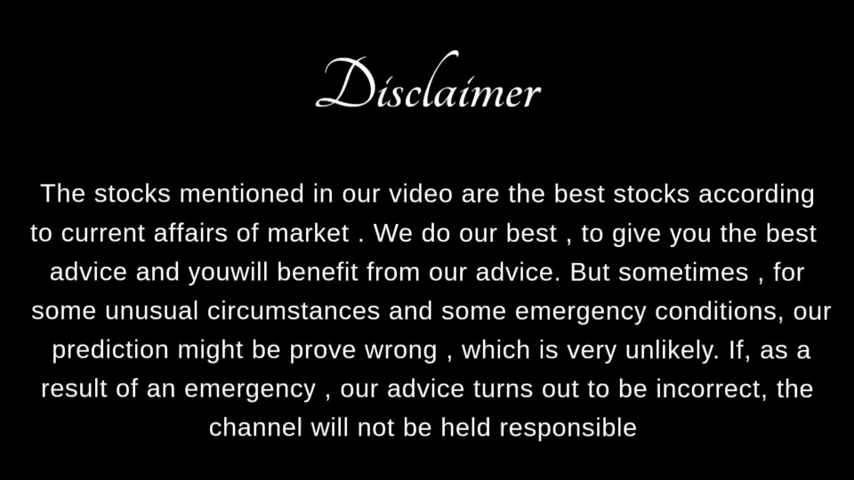 Disclaimer
The stocks mentioned in our video are the best stocks according
to current affairs of market . We do our best , to give you the best
advice and youwill benefit from our advice. But sometimes , for
some unusual circumstances and some emergency conditions, our
prediction might be prove wrong , which is very unlikely. If, as a
result of an emergency , our advice turns out to be incorrect, the
channel will not be held responsible